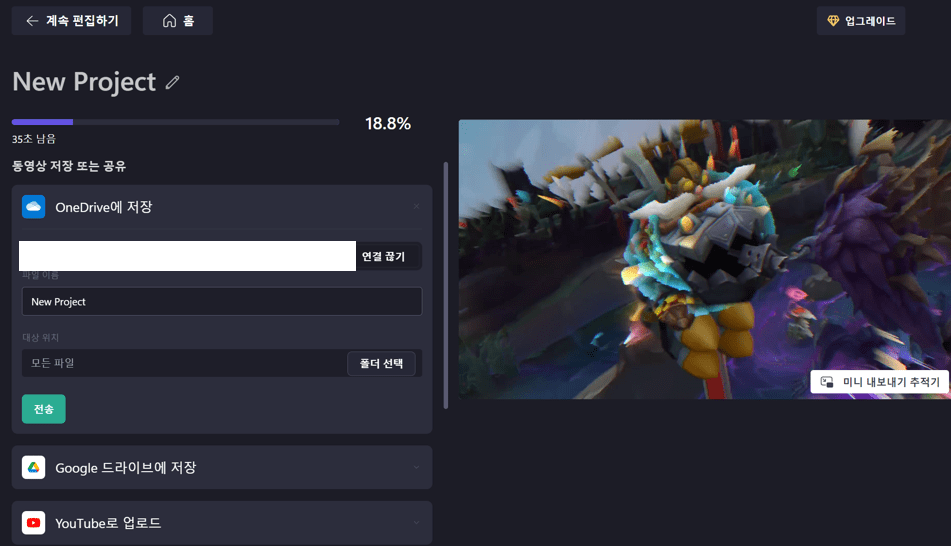 계속 편집하기
홈
업그레이드
New Project
18.8%
35초 남음
동영상 저장 또는 공유
OneDrive에 저장
연결 끊기
파일 이름
New Project
대상 위치
모든 파일
폴더 선택
전송
미니 내보내기 추적기
Google 드라이브에 저장
YouTube로 업로드